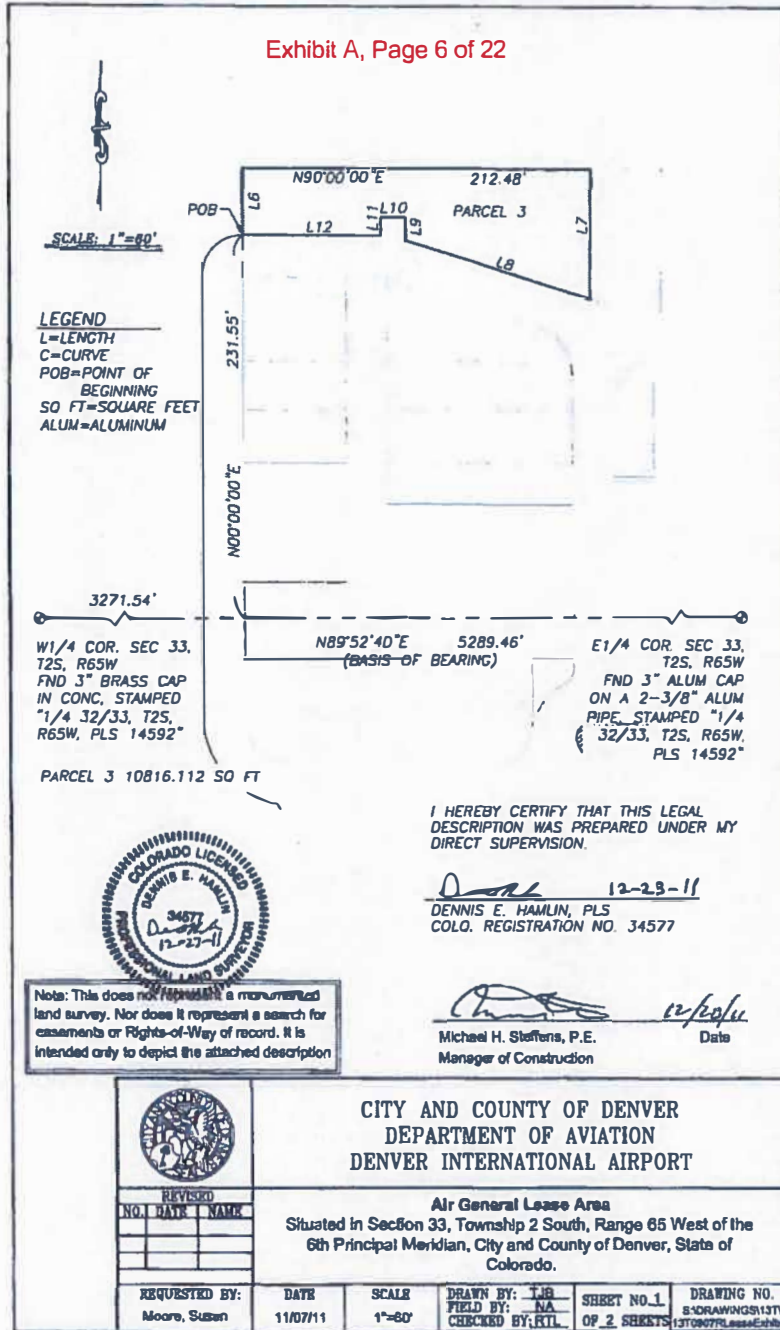 Exhibit A, Page 6 of 22
N90°00'00"E 212.48'
L6
POB
L12
L11
L10
L9
PARCEL 3
L7
L8
SCALE: 1"=60'
LEGEND
L=LENGTH
C=CURVE
POB=POINT OF
BEGINNING
SQ FT=SQUARE FEET
ALUM=ALUMINUM
231.55'
N00°00'00"E
3271.54'
N89°52'40"E 5289.46'
(BASIS OF BEARING)
W1/4 COR. SEC 33,
T2S, R65W
FND 3" BRASS CAP
IN CONC, STAMPED
"1/4 32/33, T2S,
R65W, PLS 14592"
E1/4 COR. SEC 33,
T2S, R65W
FND 3" ALUM CAP
ON A 2-3/8" ALUM
PIPE, STAMPED "1/4
32/33, T2S, R65W,
PLS 14592"
PARCEL 3 10816.112 SQ FT
I HEREBY CERTIFY THAT THIS LEGAL
DESCRIPTION WAS PREPARED UNDER MY
DIRECT SUPERVISION.
12-23-11
DENNIS E. HAMLIN, PLS
COLO. REGISTRATION NO. 34577
COLORADO LICENSED
DENNIS E. HAMLIN
34577
12-23-11
PROFESSIONAL LAND SURVEYOR
Note: This does not represent a monumented
land survey. Nor does it represent a search for
easements or Rights-of-Way of record. It is
intended only to depict the attached description
12/20/11
Michael H. Steffens, P.E. Date
Manager of Construction
CITY AND COUNTY OF DENVER
DEPARTMENT OF AVIATION
DENVER INTERNATIONAL AIRPORT
REVISED
NO. DATE NAME
Air General Lease Area
Situated in Section 33, Township 2 South, Range 65 West of the
6th Principal Meridian, City and County of Denver, State of
Colorado.
REQUESTED BY:
Moore, Susan
DATE
11/07/11
SCALE
1"=60'
DRAWN BY: TJB
FIELD BY: NA
CHECKED BY: RTL
SHEET NO. 1
OF 2 SHEETS
DRAWING NO.